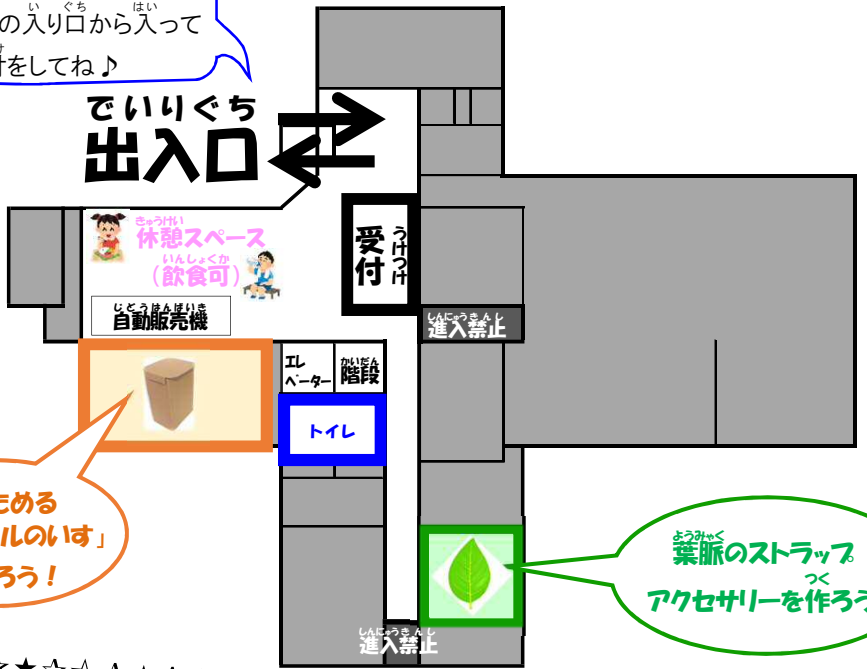 の入り口から入って
をしてね♪
でいりぐち
出入口
きゅうけい
休憩スペース
いんしょくか
（飲食可）
じどうはんばいき
自動販売機
受付
うけつけ
しんにゅうきんし
進入禁止
エレベーター
かいだん
階段
トイレ
める
ルのいす」
ろう！
ようみゃく
葉脈のストラップ
つく
アクセサリーを作ろう
しんにゅうきんし
進入禁止